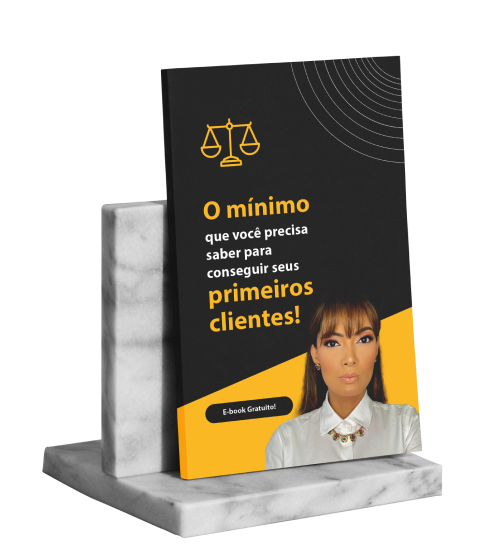 O mínimo
que você precisa
saber para
conseguir seus
primeiros
clientes!
E-book Gratuito!